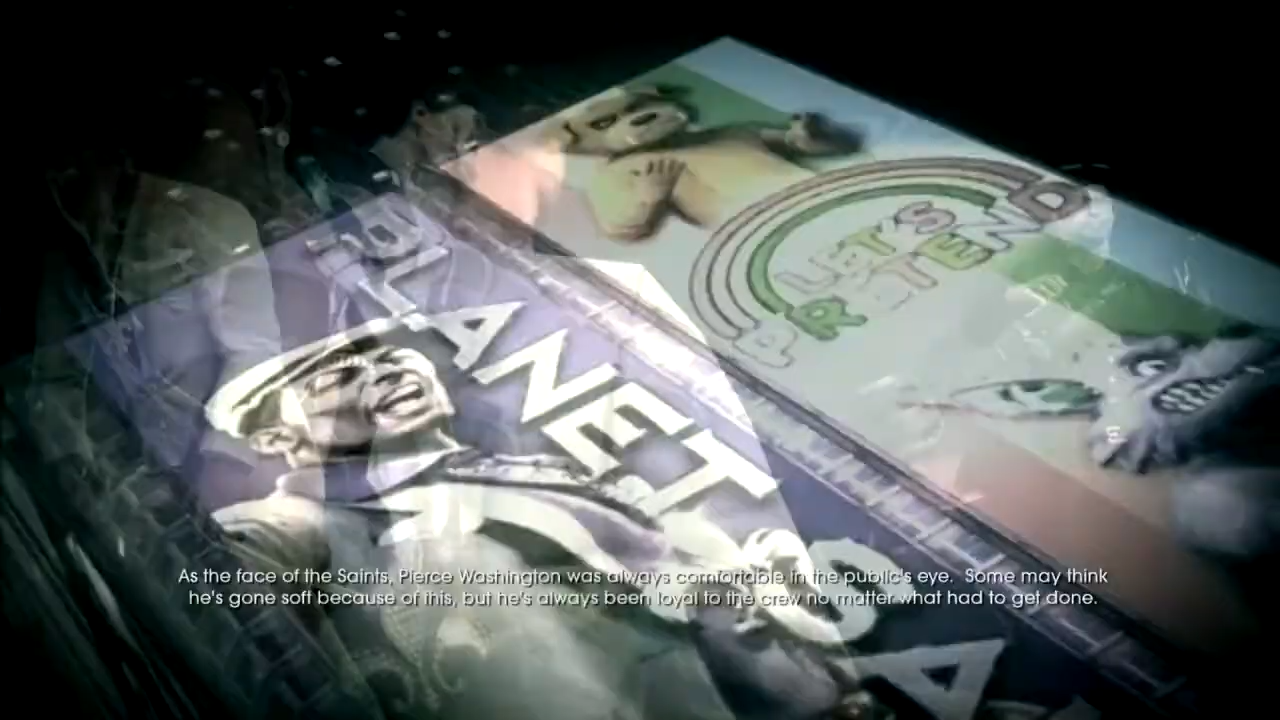 LET'S
PRETEND
PLANET
SA
As the face of the Saints, Pierce Washington was always comfortable in the public's eye.  Some may think
he's gone soft because of this, but he's always been loyal to the crew no matter what had to get done.